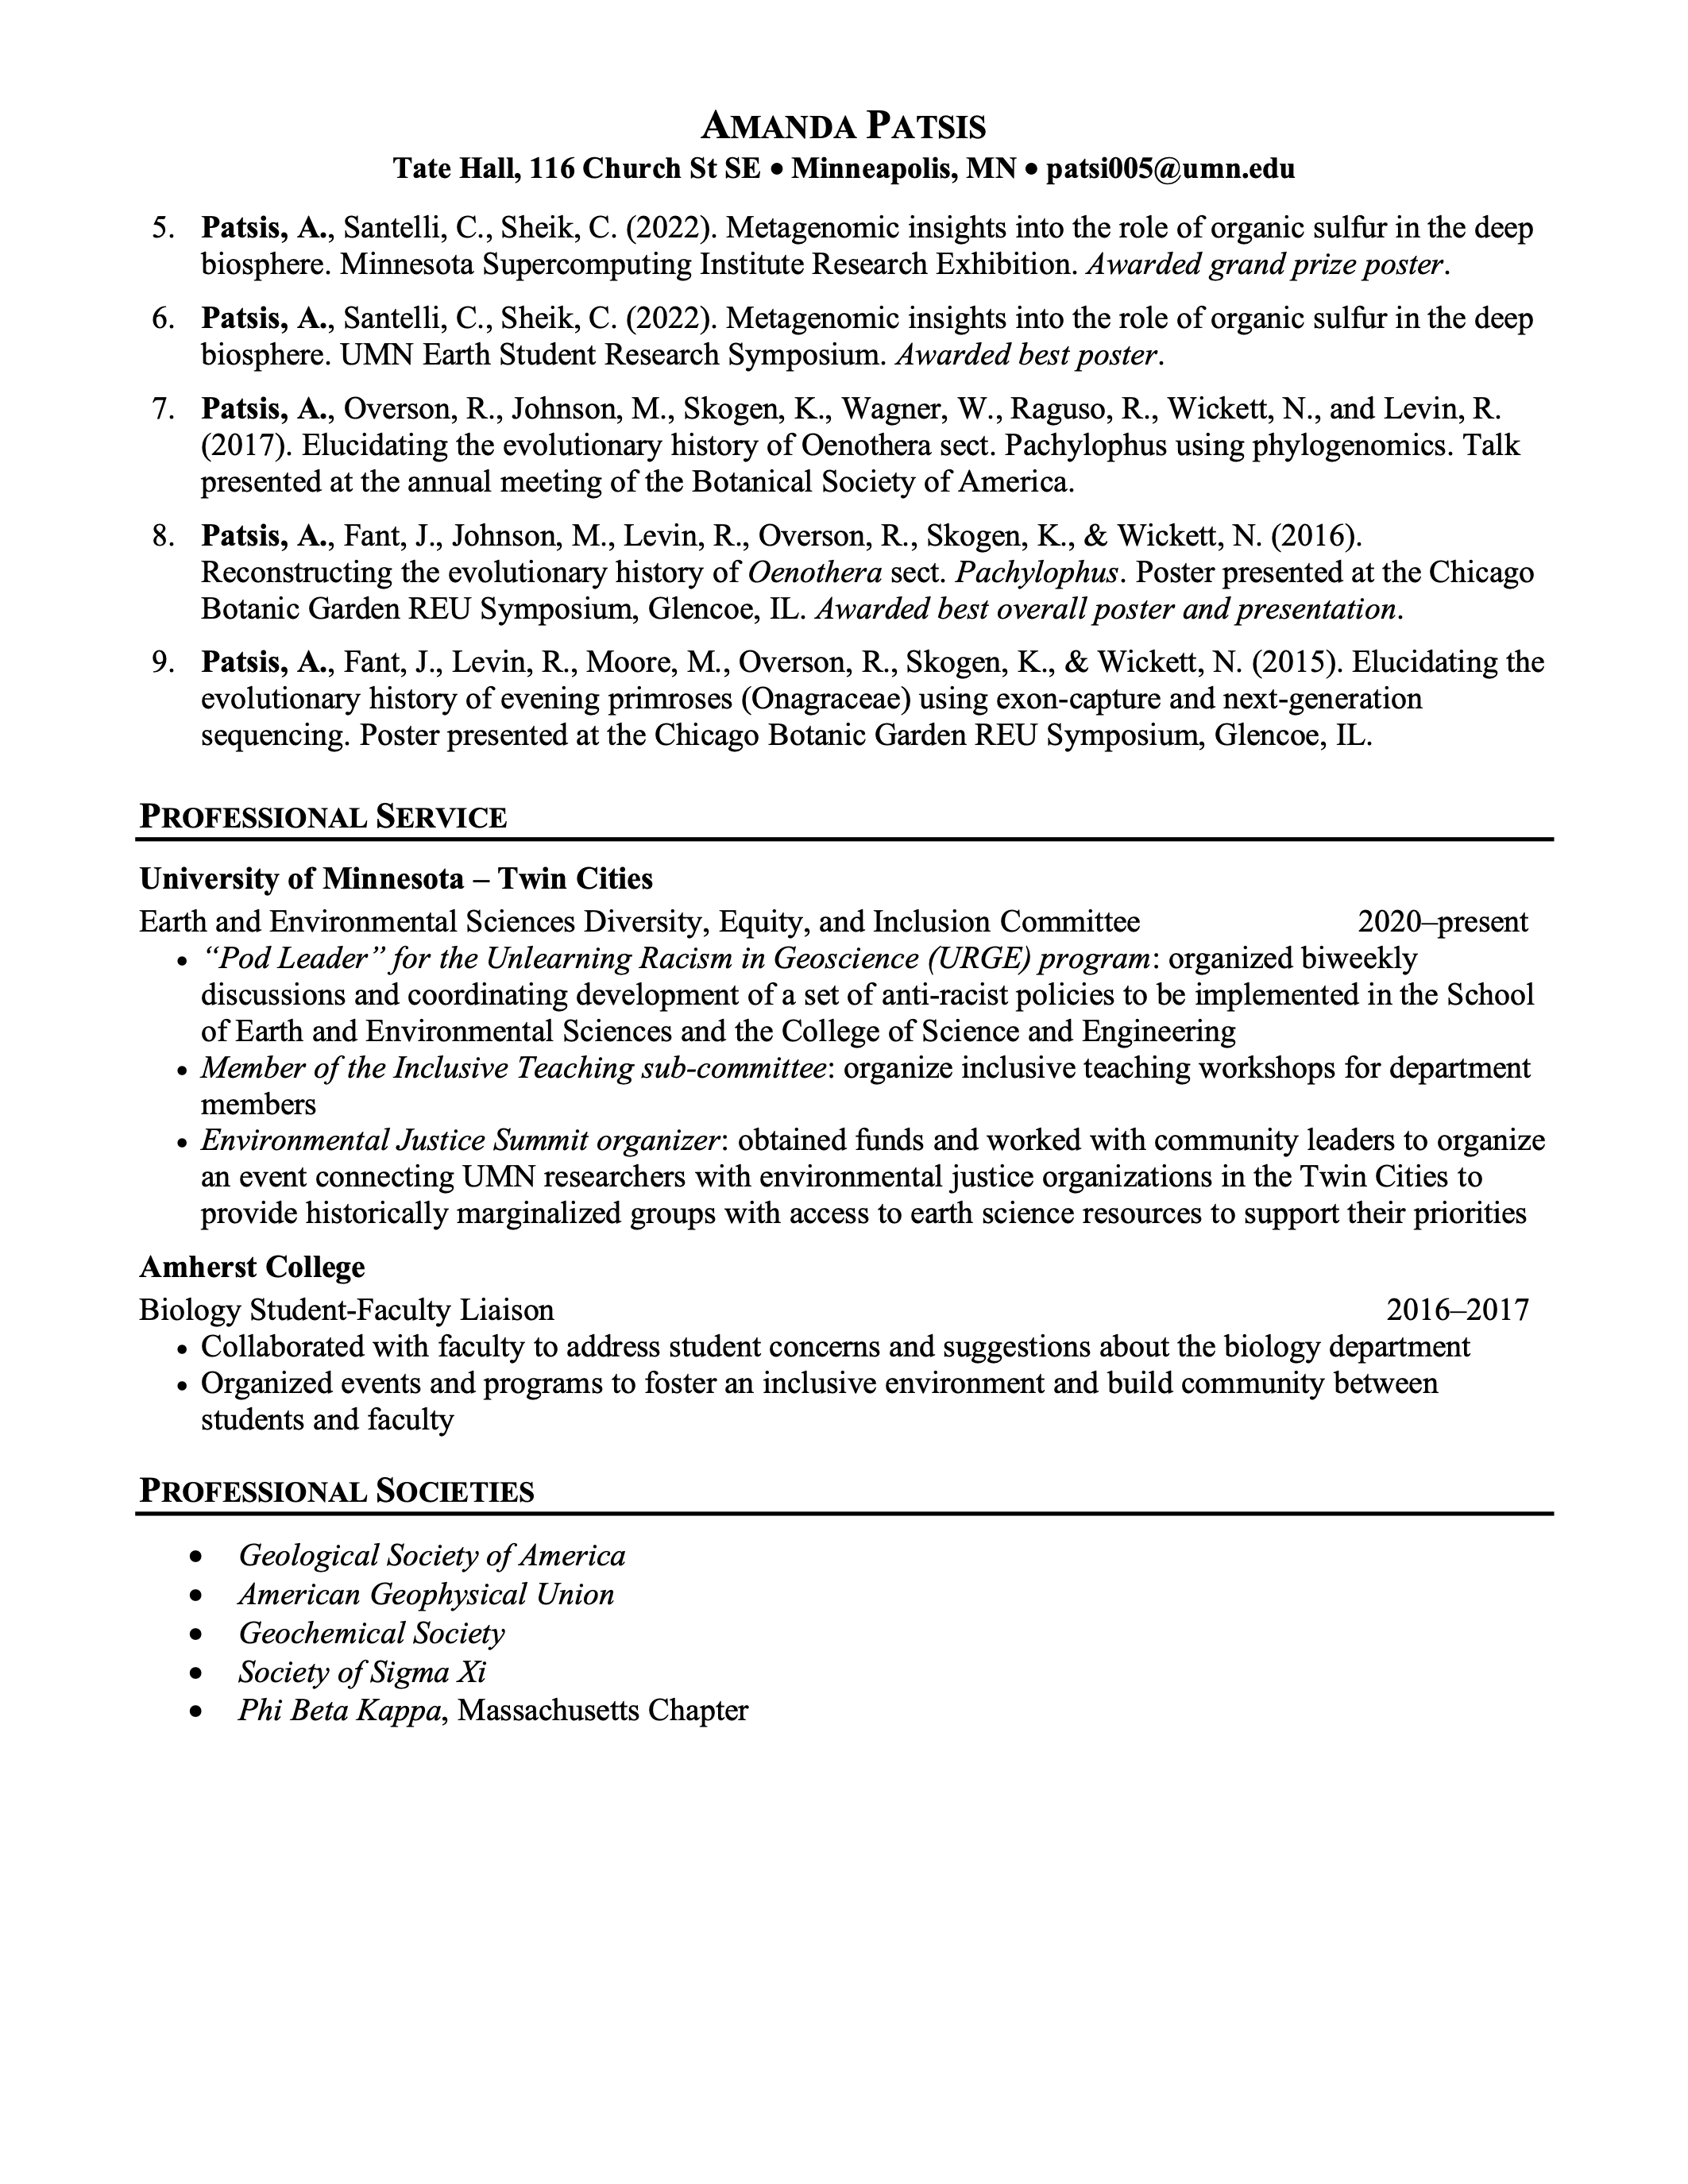 AMANDA PATSIS
Tate Hall, 116 Church St SE • Minneapolis, MN • patsi005@umn.edu
5. Patsis, A., Santelli, C., Sheik, C. (2022). Metagenomic insights into the role of organic sulfur in the deep
biosphere. Minnesota Supercomputing Institute Research Exhibition. Awarded grand prize poster.
6. Patsis, A., Santelli, C., Sheik, C. (2022). Metagenomic insights into the role of organic sulfur in the deep
biosphere. UMN Earth Student Research Symposium. Awarded best poster.
7. Patsis, A., Overson, R., Johnson, M., Skogen, K., Wagner, W., Raguso, R., Wickett, N., and Levin, R.
(2017). Elucidating the evolutionary history of Oenothera sect. Pachylophus using phylogenomics. Talk
presented at the annual meeting of the Botanical Society of America.
8. Patsis, A., Fant, J., Johnson, M., Levin, R., Overson, R., Skogen, K., & Wickett, N. (2016).
Reconstructing the evolutionary history of Oenothera sect. Pachylophus. Poster presented at the Chicago
Botanic Garden REU Symposium, Glencoe, IL. Awarded best overall poster and presentation.
9. Patsis, A., Fant, J., Levin, R., Moore, M., Overson, R., Skogen, K., & Wickett, N. (2015). Elucidating the
evolutionary history of evening primroses (Onagraceae) using exon-capture and next-generation
sequencing. Poster presented at the Chicago Botanic Garden REU Symposium, Glencoe, IL.
PROFESSIONAL SERVICE
University of Minnesota – Twin Cities
Earth and Environmental Sciences Diversity, Equity, and Inclusion Committee 2020–present
• “Pod Leader” for the Unlearning Racism in Geoscience (URGE) program: organized biweekly
discussions and coordinating development of a set of anti-racist policies to be implemented in the School
of Earth and Environmental Sciences and the College of Science and Engineering
• Member of the Inclusive Teaching sub-committee: organize inclusive teaching workshops for department
members
• Environmental Justice Summit organizer: obtained funds and worked with community leaders to organize
an event connecting UMN researchers with environmental justice organizations in the Twin Cities to
provide historically marginalized groups with access to earth science resources to support their priorities
Amherst College
Biology Student-Faculty Liaison 2016–2017
• Collaborated with faculty to address student concerns and suggestions about the biology department
• Organized events and programs to foster an inclusive environment and build community between
students and faculty
PROFESSIONAL SOCIETIES
• Geological Society of America
• American Geophysical Union
• Geochemical Society
• Society of Sigma Xi
• Phi Beta Kappa, Massachusetts Chapter